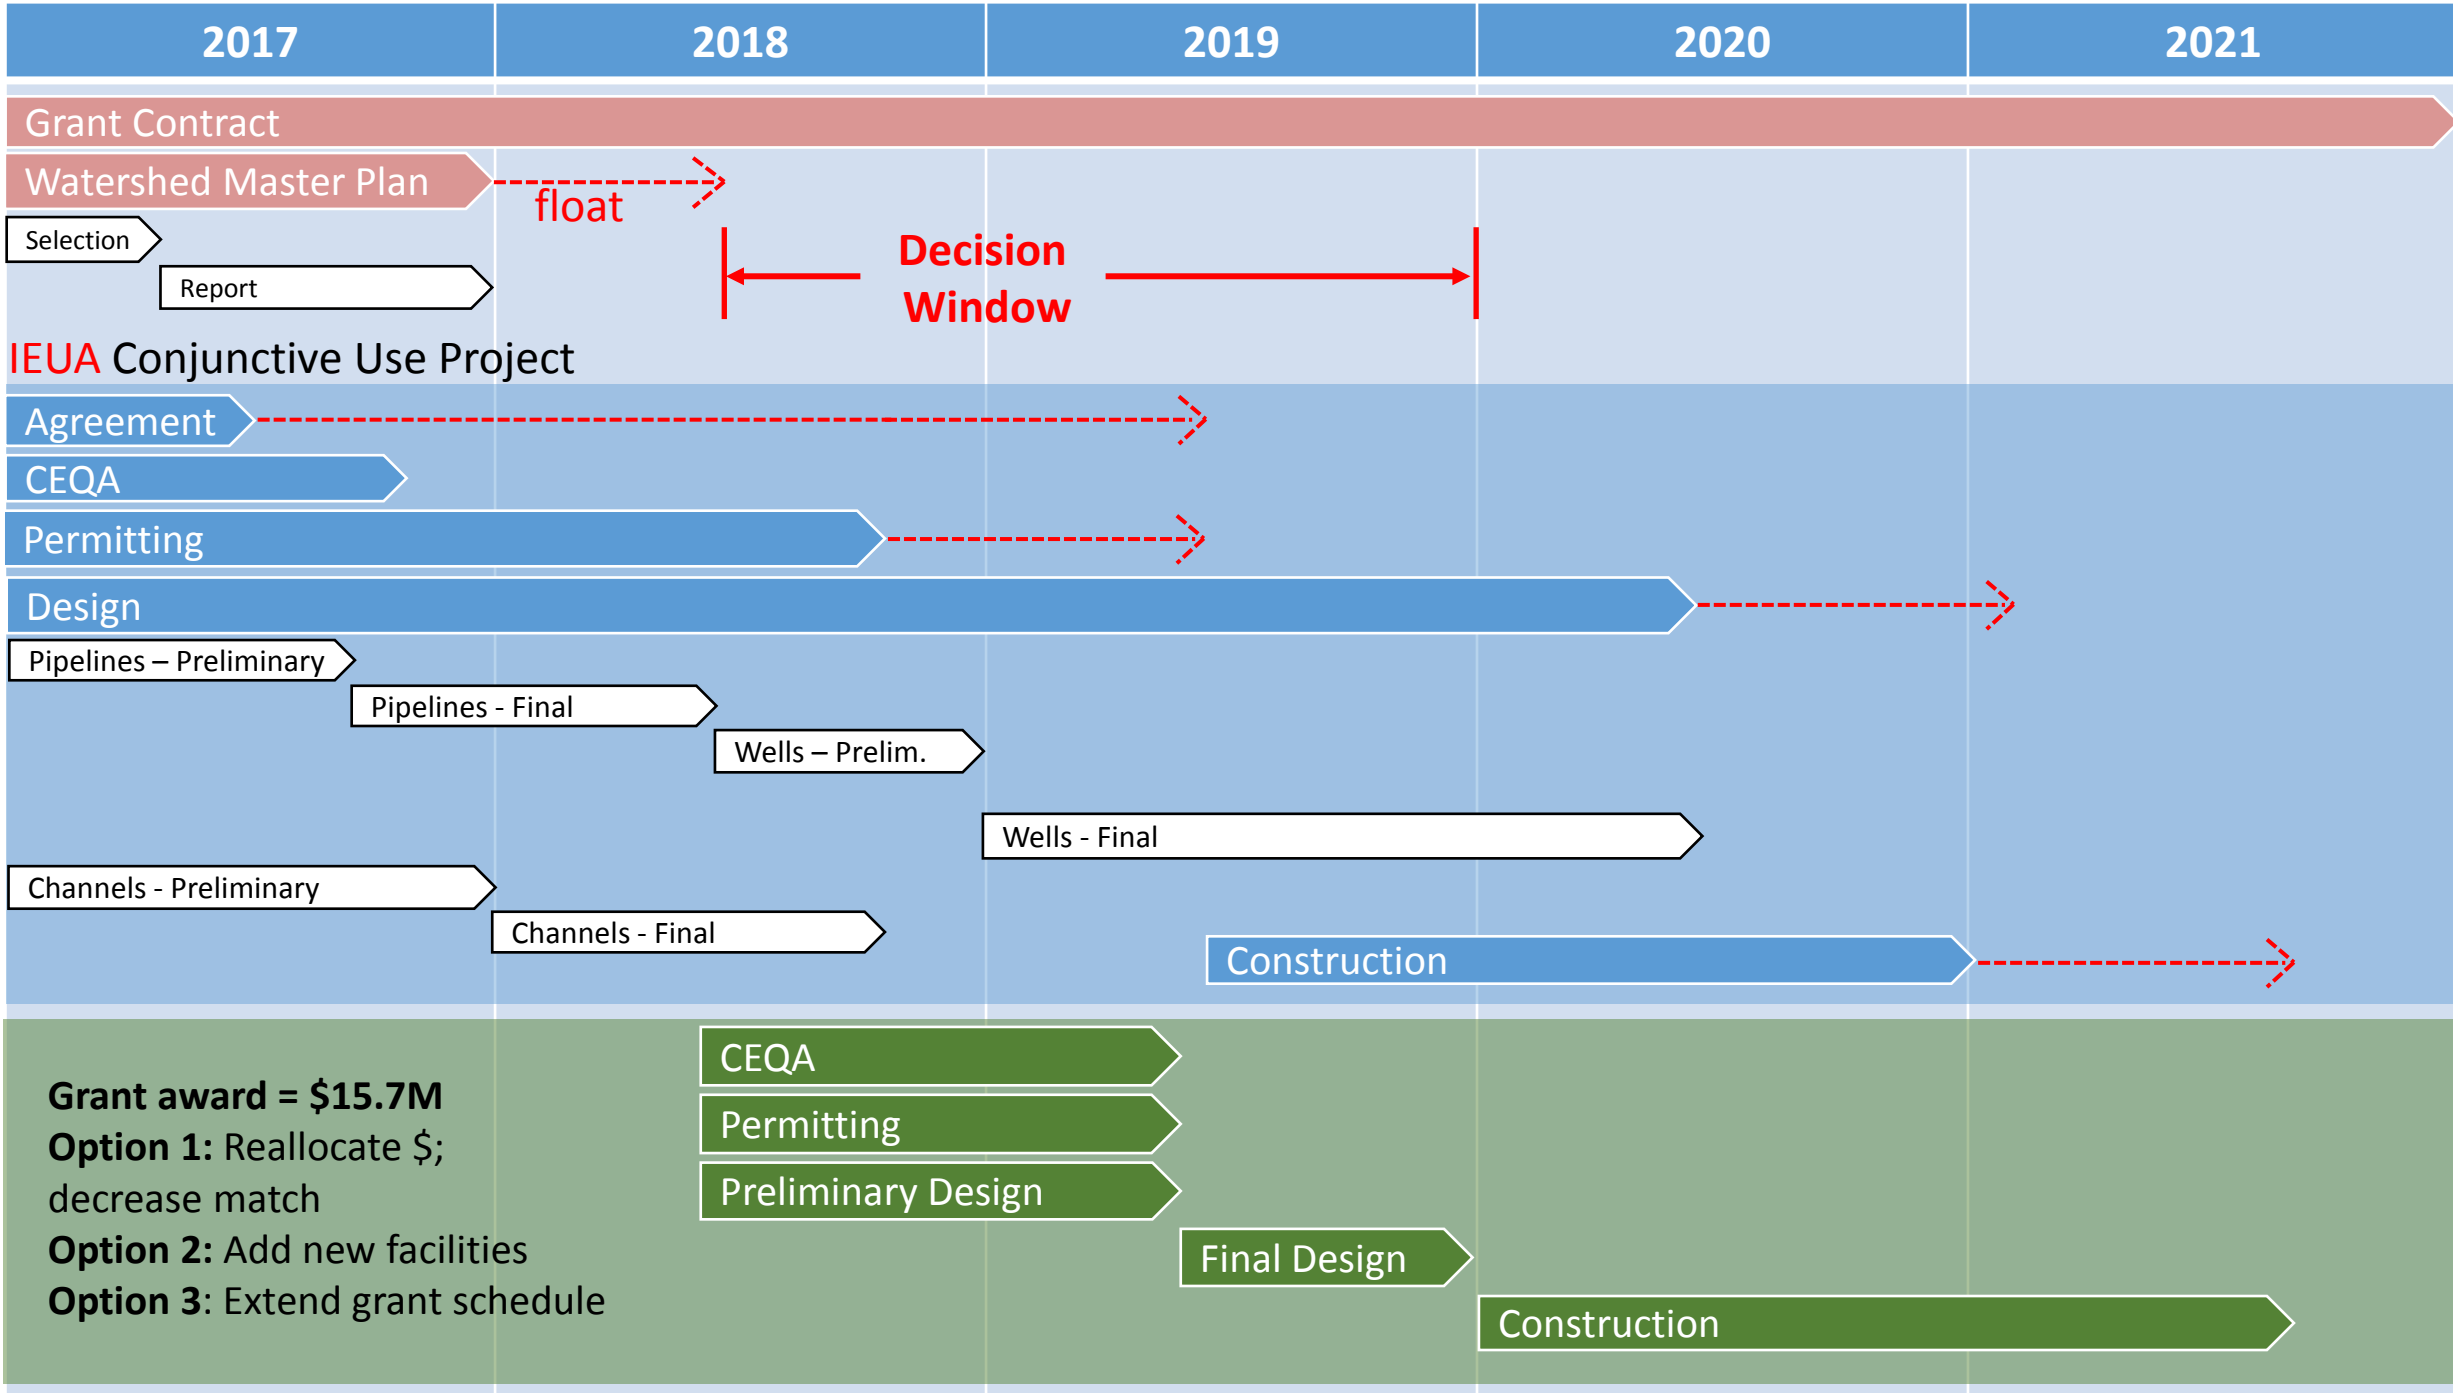 2017 2018 2019 2020 2021
Grant Contract
Watershed Master Plan
float
Selection
Decision
Window
Report
IEUA Conjunctive Use Project
Agreement
CEQA
Permitting
Design
Pipelines – Preliminary
Pipelines - Final
Wells – Prelim.
Wells - Final
Channels - Preliminary
Channels - Final
Construction
Grant award = $15.7M
Option 1: Reallocate $;
decrease match
Option 2: Add new facilities
Option 3: Extend grant schedule
CEQA
Permitting
Preliminary Design
Final Design
Construction